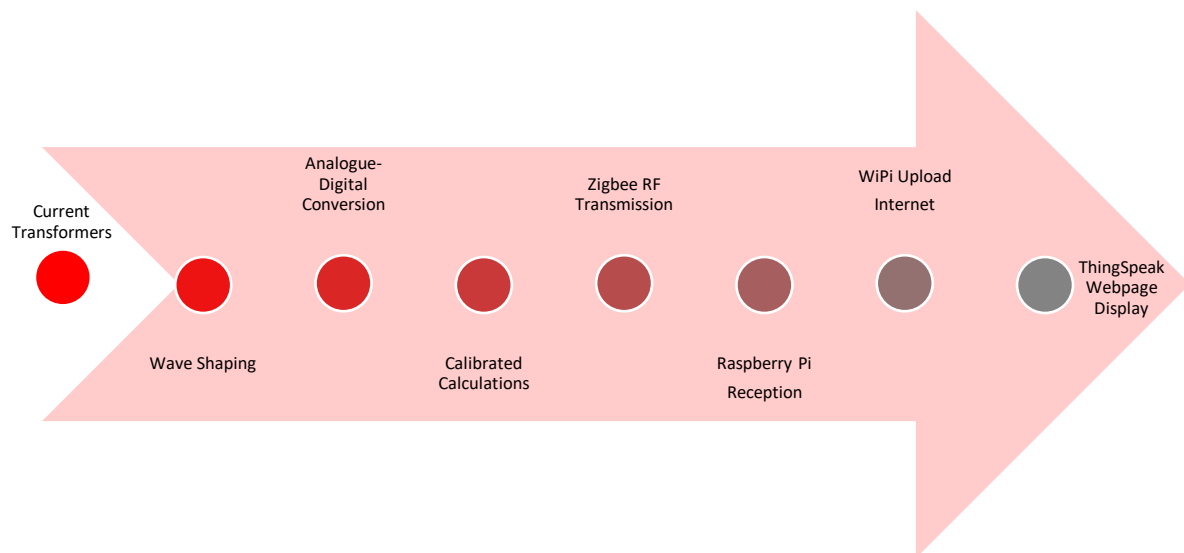 Current
Transformers
Wave Shaping
Analogue-
Digital
Conversion
Calibrated
Calculations
Zigbee RF
Transmission
Raspberry Pi
Reception
WiPi Upload
Internet
ThingSpeak
Webpage
Display